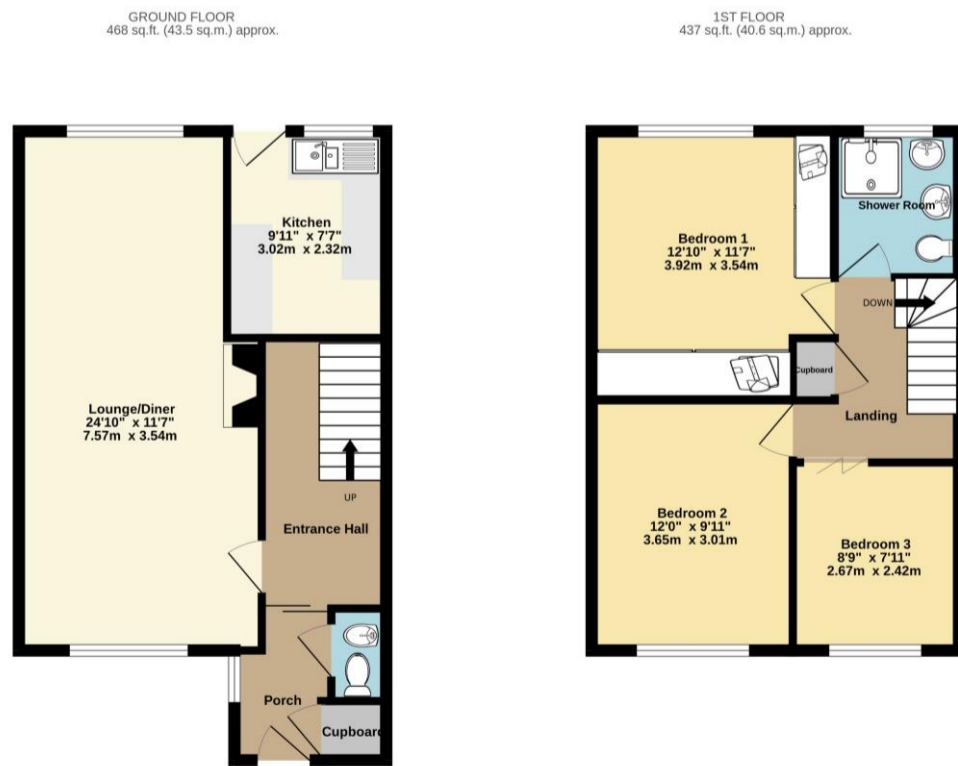 GROUND FLOOR
468 sq.ft. (43.5 sq.m.) approx.
Kitchen
9'11" x 7'7"
3.02m x 2.32m
Lounge/Diner
24'10" x 11'7"
7.57m x 3.54m
UP
Entrance Hall
Porch
Cupboard
1ST FLOOR
437 sq.ft. (40.6 sq.m.) approx.
Shower Room
Bedroom 1
12'10" x 11'7"
3.92m x 3.54m
DOWN
Cupboard
Landing
Bedroom 2
12'0" x 9'11"
3.65m x 3.01m
Bedroom 3
8'9" x 7'11"
2.67m x 2.42m